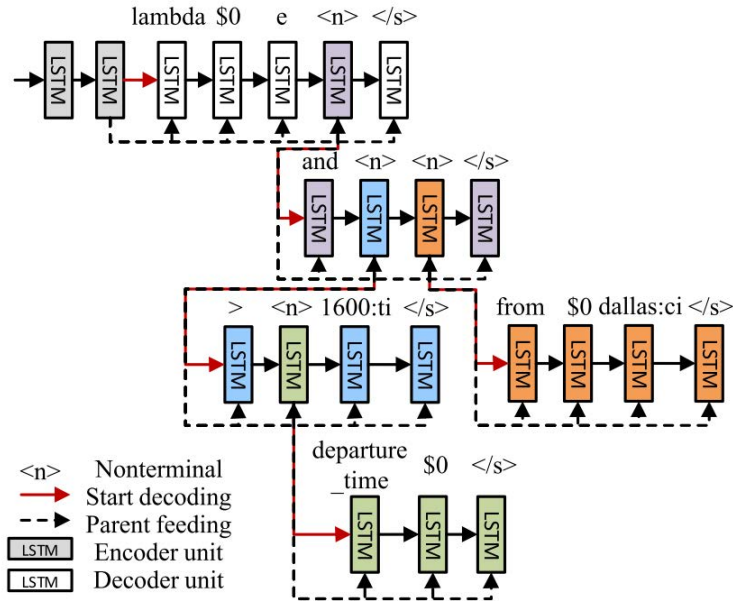 lambda $0 e <n> </s>
LSTM LSTM LSTM LSTM LSTM LSTM LSTM
and <n> <n> </s>
LSTM LSTM LSTM LSTM
> <n> 1600:ti </s> from $0 dallas:ci </s>
LSTM LSTM LSTM LSTM LSTM LSTM LSTM LSTM
departure
_time $0 </s>
LSTM LSTM LSTM
<n> Nonterminal
Start decoding
Parent feeding
LSTM Encoder unit
LSTM Decoder unit